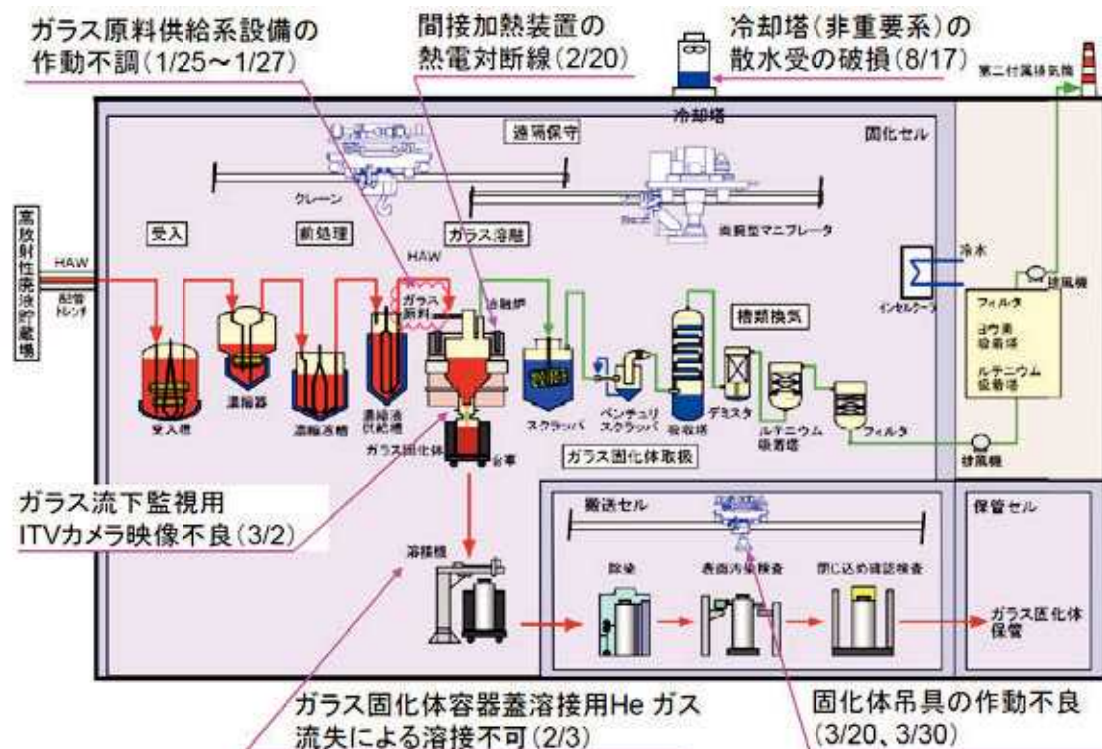 ガラス原料供給系設備の
作動不調(1/25～1/27)
間接加熱装置の
熱電対断線(2/20)
冷却塔(非重要系)の
散水受の破損(8/17)
第二付属排気筒
冷却塔
固化セル
遠隔保守
クレーン
両腕型マニプレータ
高放射性廃液貯蔵場
HAW
配管
トレンチ
受入
前処理
ガラス溶融
HAW
ガラス
原料
溶融炉
冷水
インセルクーラ
排風機
フィルタ
ヨウ素
吸着塔
ルテニウム
吸着塔
槽類換気
受入槽
濃縮器
濃縮液槽
濃縮液
供給槽
ガラス固化体
台車
スクラッバ
ベンチュリ
スクラッバ
吸収塔
デミスタ
ルテニウム
吸着塔
フィルタ
排風機
ガラス固化体取扱
ガラス流下監視用
ITVカメラ映像不良(3/2)
搬送セル
保管セル
溶接機
除染
表面汚染検査
閉じ込め確認検査
ガラス固化体
保管
ガラス固化体容器蓋溶接用He ガス
流失による溶接不可(2/3)
固化体吊具の作動不良
(3/20、3/30)